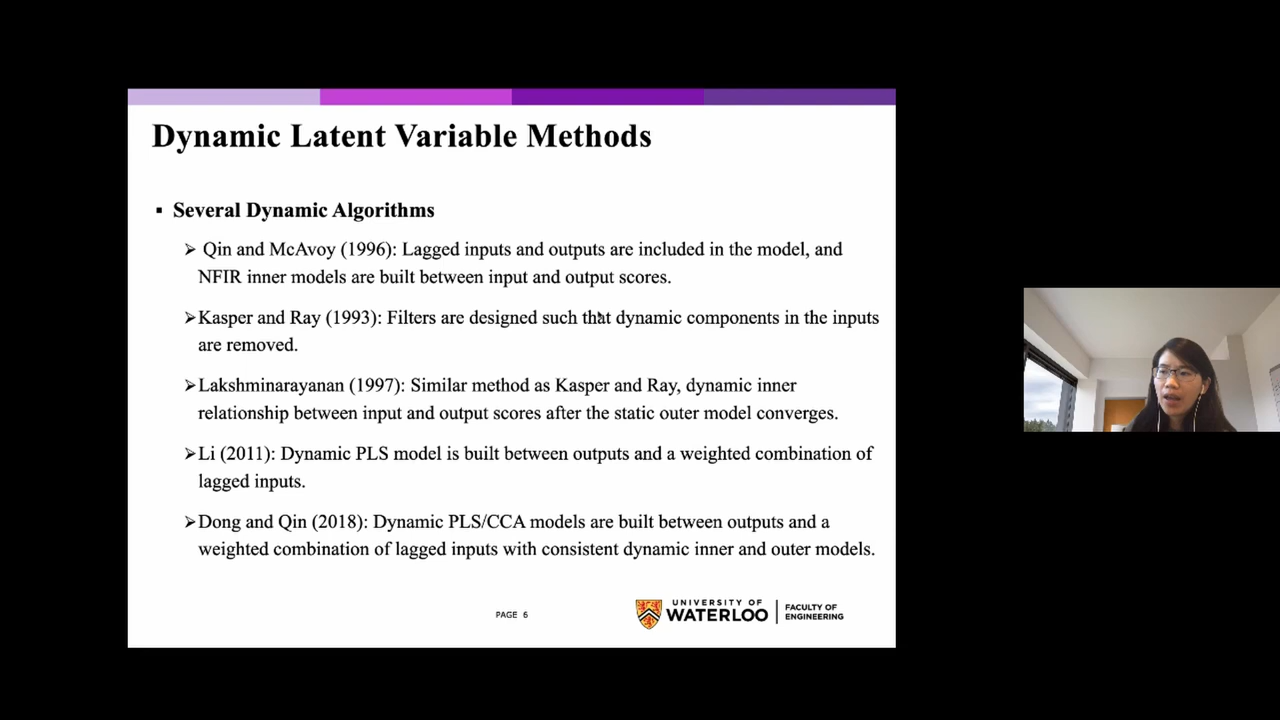 Dynamic Latent Variable Methods
▪ Several Dynamic Algorithms
➢ Qin and McAvoy (1996): Lagged inputs and outputs are included in the model, and
NFIR inner models are built between input and output scores.
➢Kasper and Ray (1993): Filters are designed such that dynamic components in the inputs
are removed.
➢Lakshminarayanan (1997): Similar method as Kasper and Ray, dynamic inner
relationship between input and output scores after the static outer model converges.
➢Li (2011): Dynamic PLS model is built between outputs and a weighted combination of
lagged inputs.
➢Dong and Qin (2018): Dynamic PLS/CCA models are built between outputs and a
weighted combination of lagged inputs with consistent dynamic inner and outer models.
PAGE 6
UNIVERSITY OF
WATERLOO
FACULTY OF
ENGINEERING